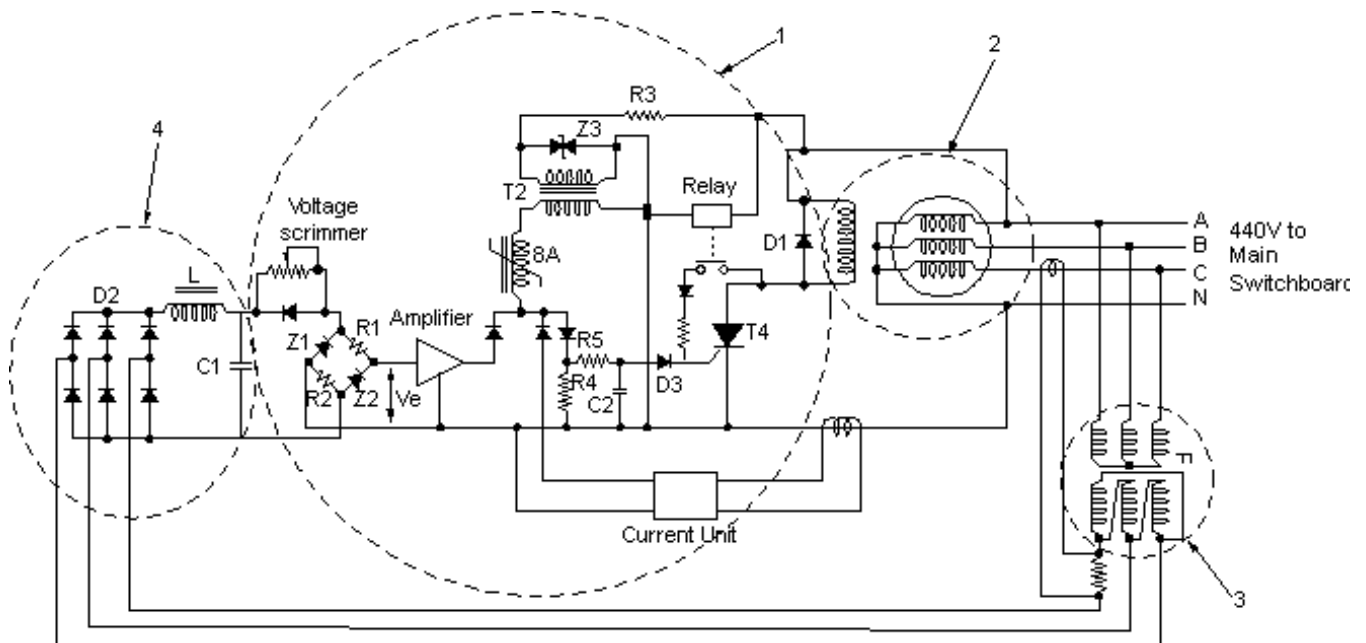 1
2
R3
4
Z3
T2
Relay
Voltage
scrimmer
A
440V to
B
Main
D1
8A
C
Switchboard
L
N
D2
Amplifier
R1
T4
Z1
R5
C1
D3
R4
R2
Z2
Ve
C2
F
Current Unit
3